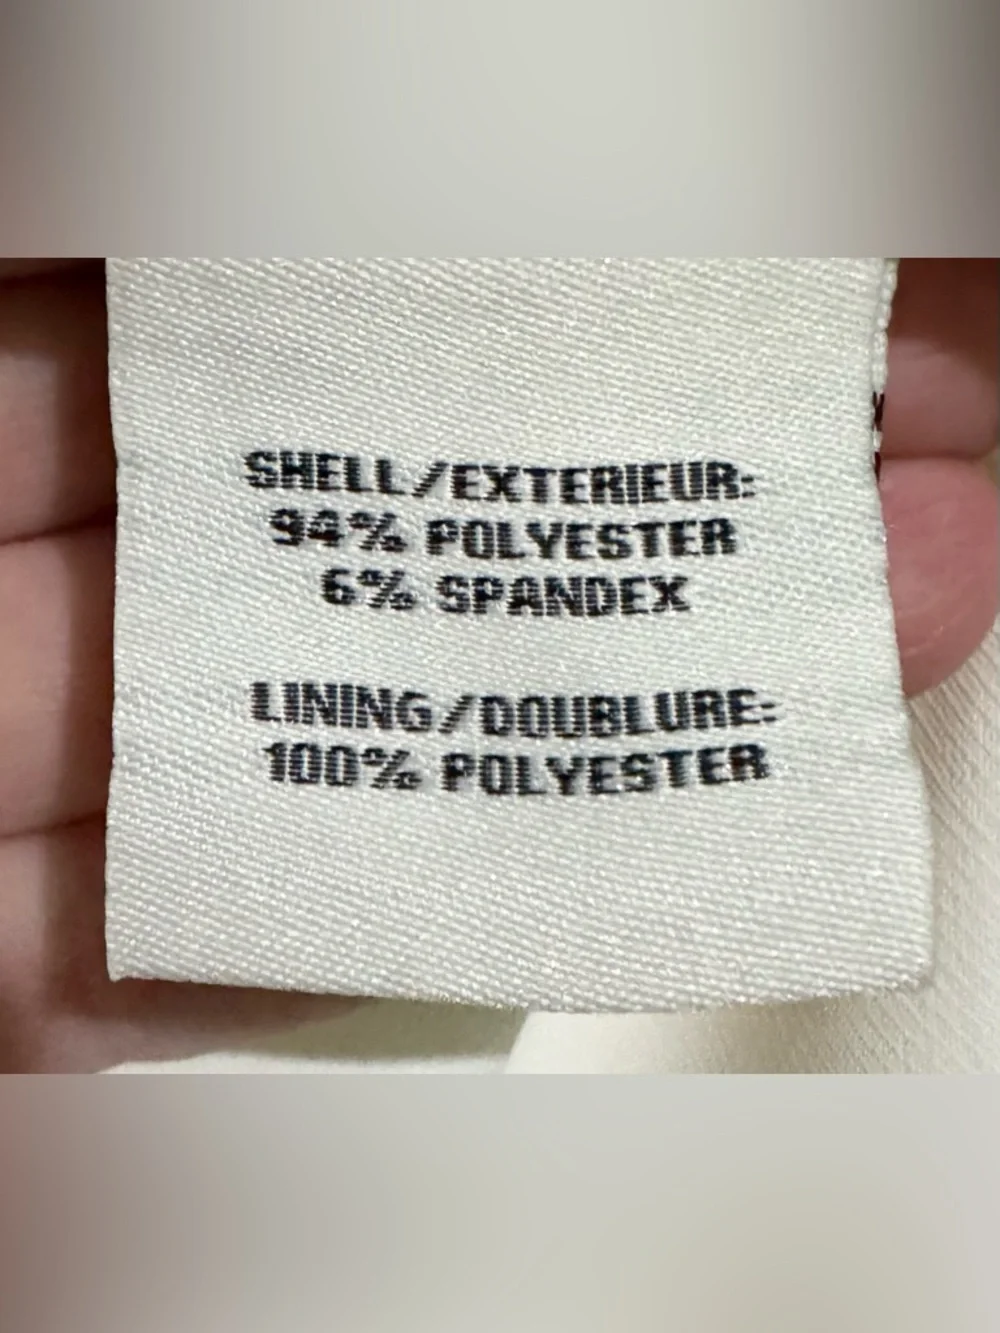 SHELL/EXTERIEUR:
94% POLYESTER
6% SPANDEX
LINING/DOUBLURE:
100% POLYESTER